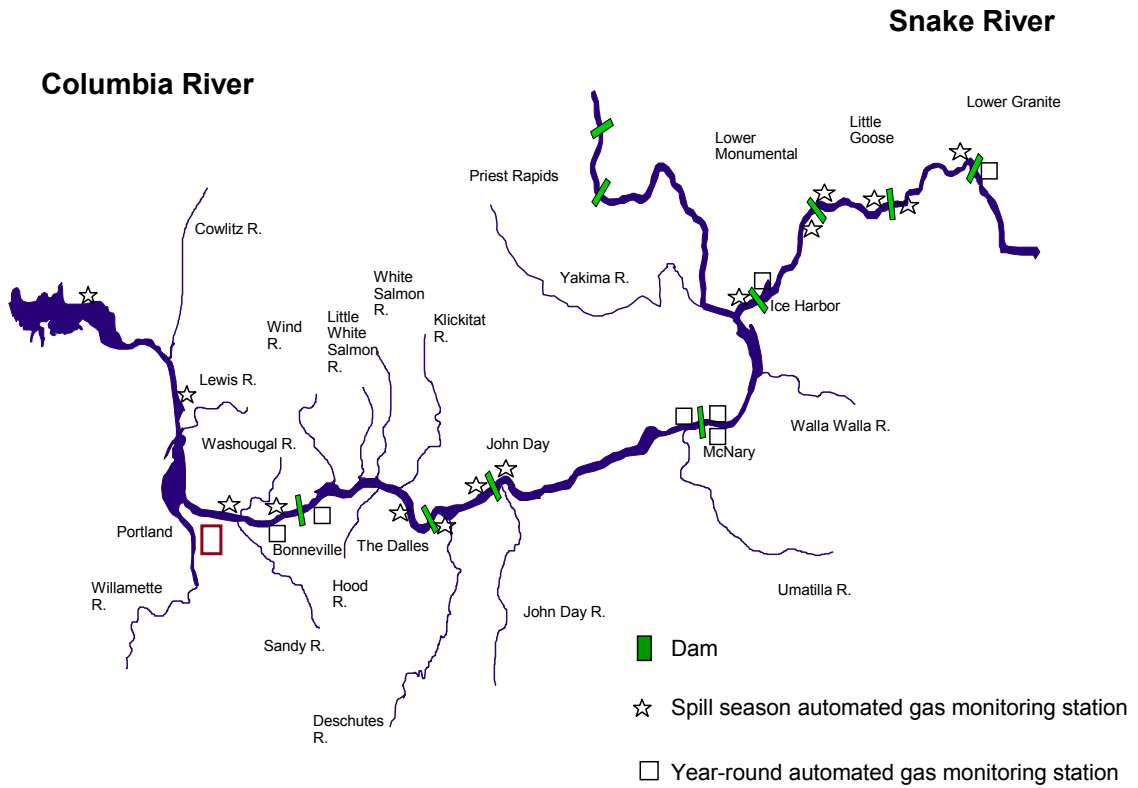 Snake River
Columbia River
Lower Granite
Little
Goose
Lower
Monumental
Priest Rapids
Cowlitz R.
White
Salmon
R.
Yakima R.
Ice Harbor
Wind
R.
Little
White
Salmon
R.
Klickitat
R.
Lewis R.
Washougal R.
John Day
Walla Walla R.
McNary
Portland
Bonneville
The Dalles
Willamette
R.
Hood
R.
Umatilla R.
John Day R.
Sandy R.
Dam
Spill season automated gas monitoring station
Deschutes
R.
Year-round automated gas monitoring station